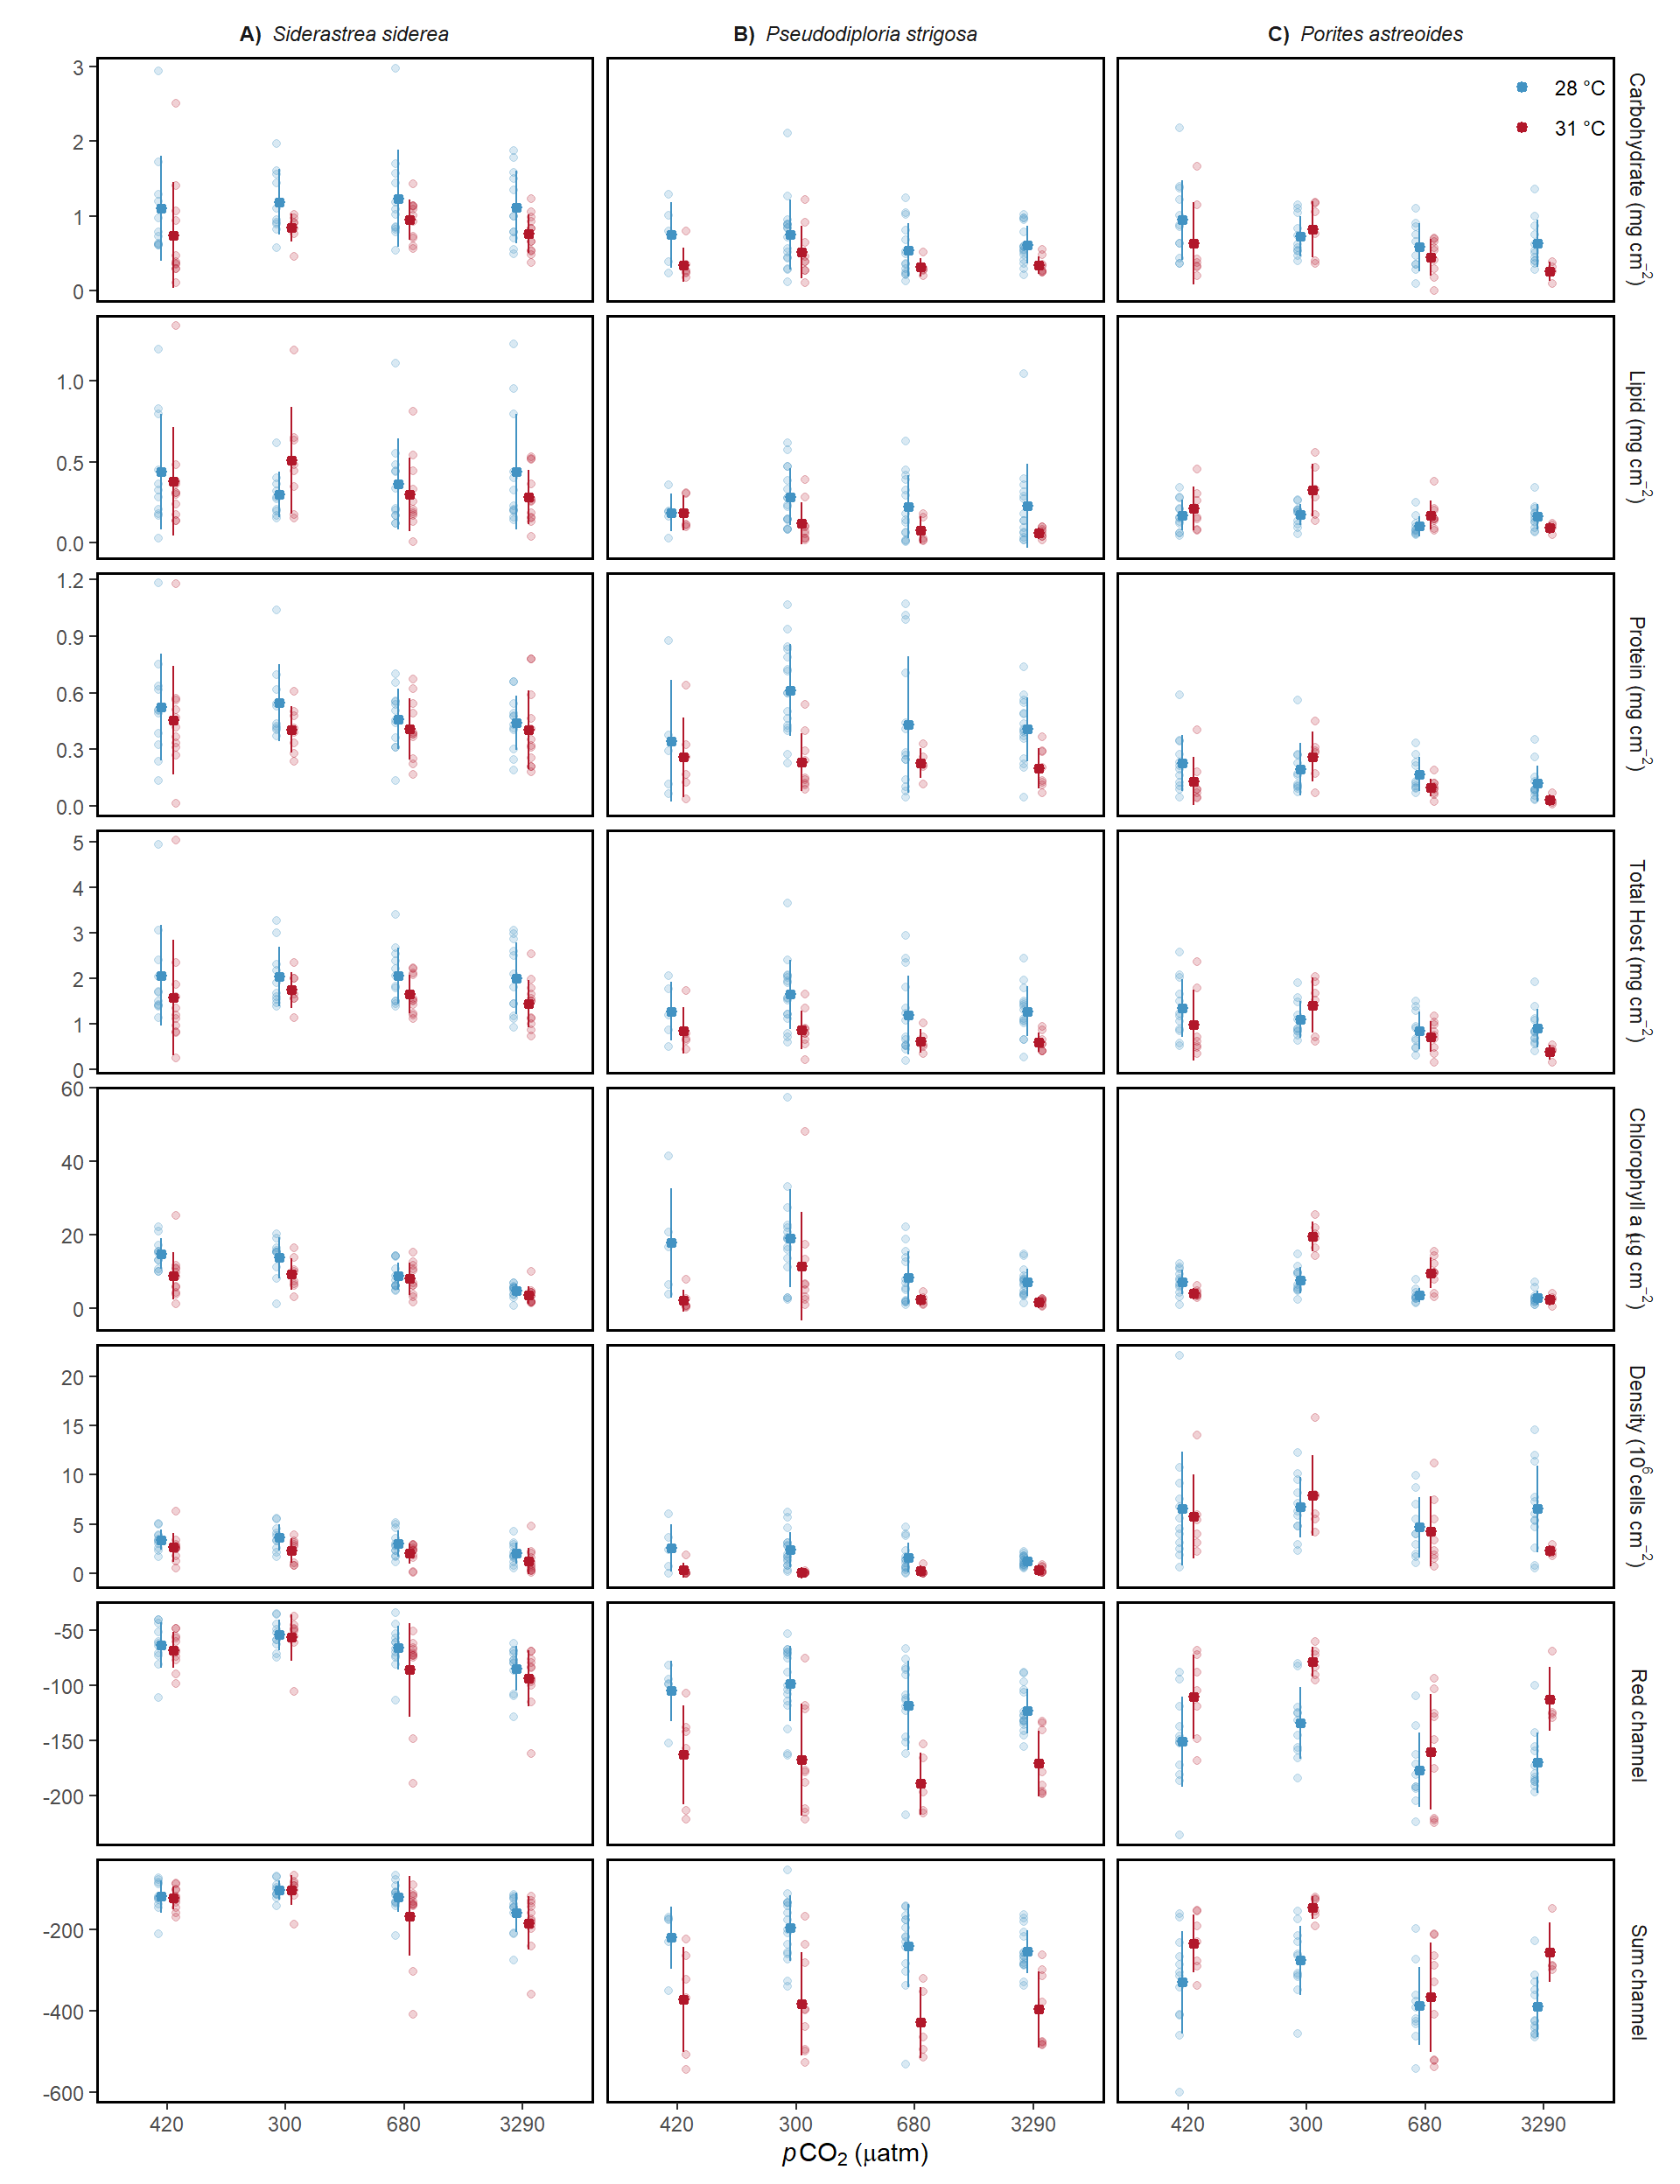 A) Siderastrea siderea
B) Pseudodiploria strigosa
C) Porites astreoides
3
2
1
0
Carbohydrate (mg cm⁻²)
28 °C
31 °C
1.0
0.5
0.0
Lipid (mg cm⁻²)
1.2
0.9
0.6
0.3
0.0
Protein (mg cm⁻²)
5
4
3
2
1
0
Total Host (mg cm⁻²)
60
40
20
0
Chlorophyll a (µg cm⁻²)
20
15
10
5
0
Density (10⁶ cells cm⁻²)
-50
-100
-150
-200
Red channel
-200
-400
-600
Sum channel
420 300 680 3290
420 300 680 3290
420 300 680 3290
pCO₂ (µatm)